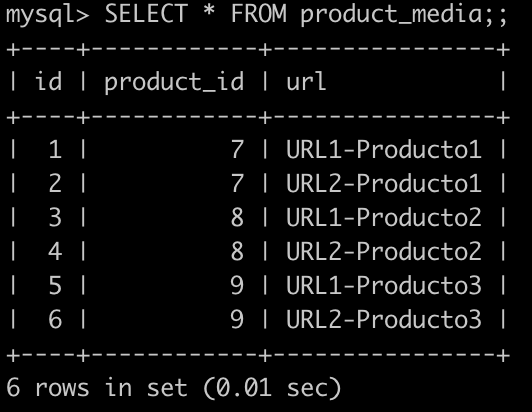 mysql> SELECT * FROM product_media;;
+----+------------+---------------+
| id | product_id | url           |
+----+------------+---------------+
|  1 |          7 | URL1-Producto1 |
|  2 |          7 | URL2-Producto1 |
|  3 |          8 | URL1-Producto2 |
|  4 |          8 | URL2-Producto2 |
|  5 |          9 | URL1-Producto3 |
|  6 |          9 | URL2-Producto3 |
+----+------------+---------------+
6 rows in set (0.01 sec)